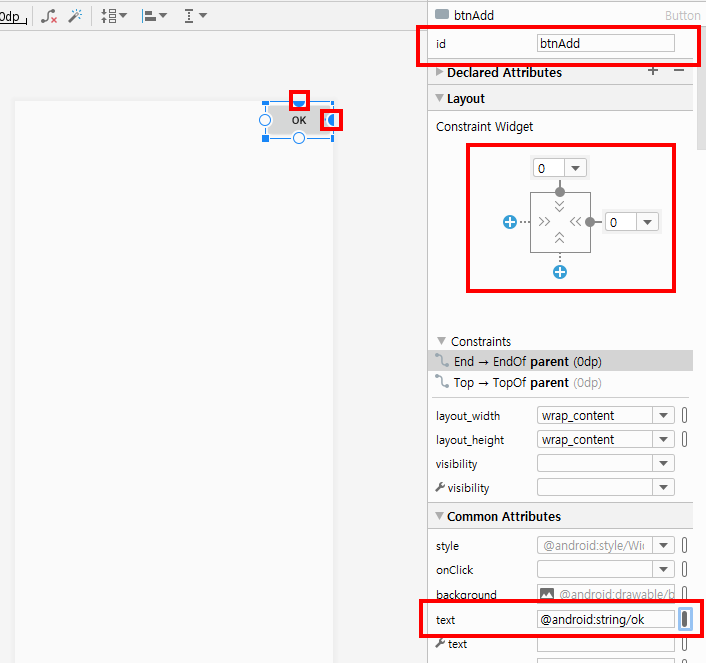 0dp
btnAdd Button
id btnAdd
Declared Attributes
Layout
Constraint Widget
0
OK
0
Constraints
End → EndOf parent (0dp)
Top → TopOf parent (0dp)
layout_width wrap_content
layout_height wrap_content
visibility
visibility
Common Attributes
style @android:style/Wi
onClick
background @android:drawable/b
text @android:string/ok
text